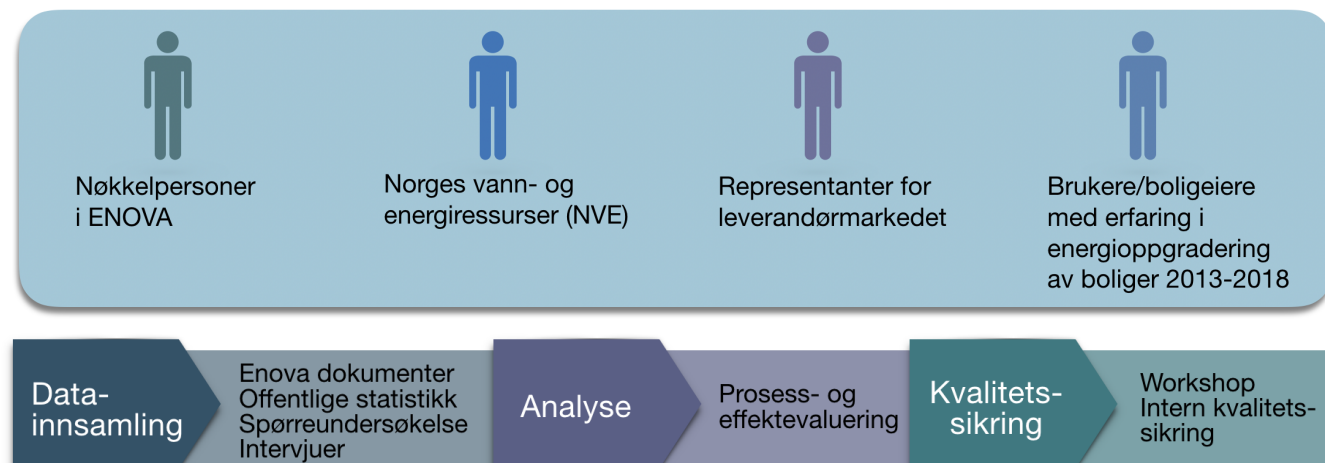 Nøkkelpersoner
i ENOVA
Norges vann- og
energiressurser (NVE)
Representanter for
leverandørmarkedet
Brukere/boligeiere
med erfaring i
energioppgradering
av boliger 2013-2018
Data-
innsamling
Enova dokumenter
Offentlige statistikk
Spørreundersøkelse
Intervjuer
Analyse
Prosess- og
effektevaluering
Kvalitets-
sikring
Workshop
Intern kvalitets-
sikring